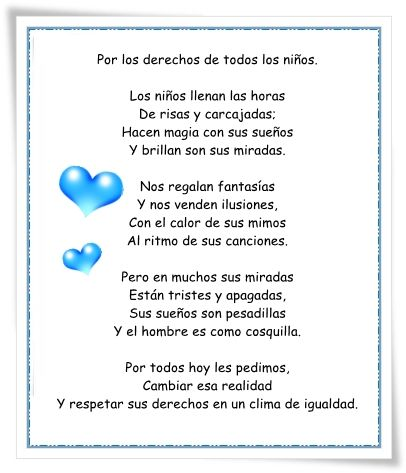 Por los derechos de todos los niños.
Los niños llenan las horas
De risas y carcajadas;
Hacen magia con sus sueños
Y brillan son sus miradas.
Nos regalan fantasías
Y nos venden ilusiones,
Con el calor de sus mimos
Al ritmo de sus canciones.
Pero en muchos sus miradas
Están tristes y apagadas,
Sus sueños son pesadillas
Y el hombre es como cosquilla.
Por todos hoy les pedimos,
Cambiar esa realidad
Y respetar sus derechos en un clima de igualdad.